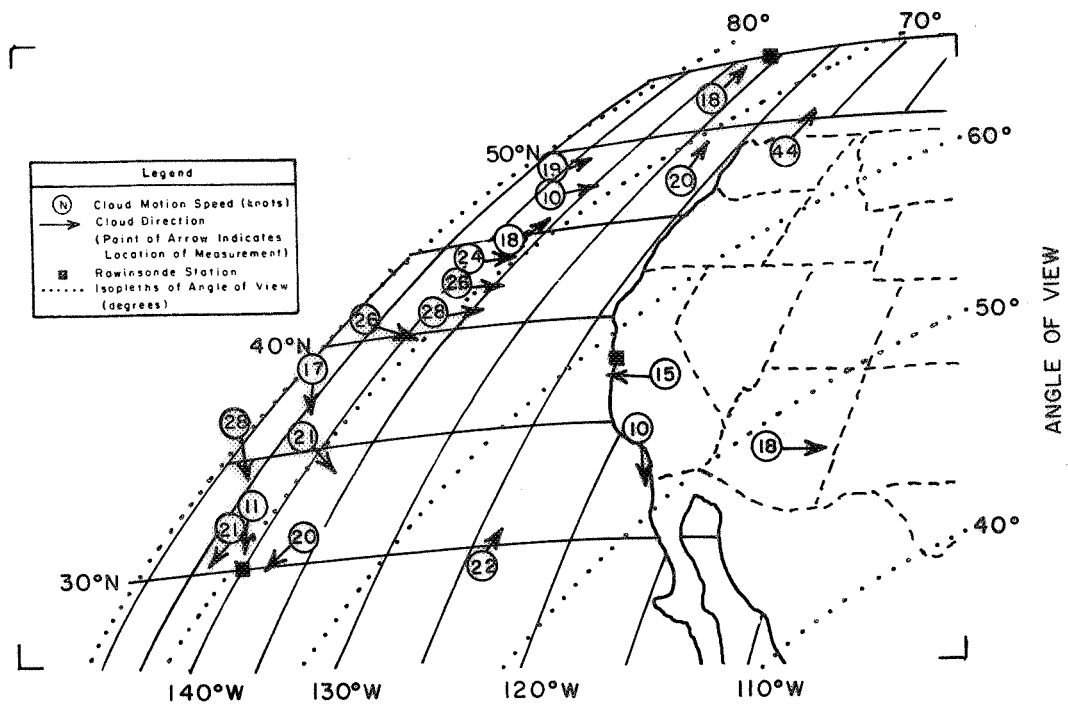 80° 70°
60°
50°N
19
18
44
20
10
18
24
26
28
26
50°
40°N
17
15
28
21
10
18
11
21
20
22
40°
30°N
140°W 130°W 120°W 110°W
ANGLE OF VIEW
Legend
N Cloud Motion Speed (knots)
Cloud Direction
(Point of Arrow Indicates
Location of Measurement)
Rawinsonde Station
Isopleths of Angle of View
(degrees)